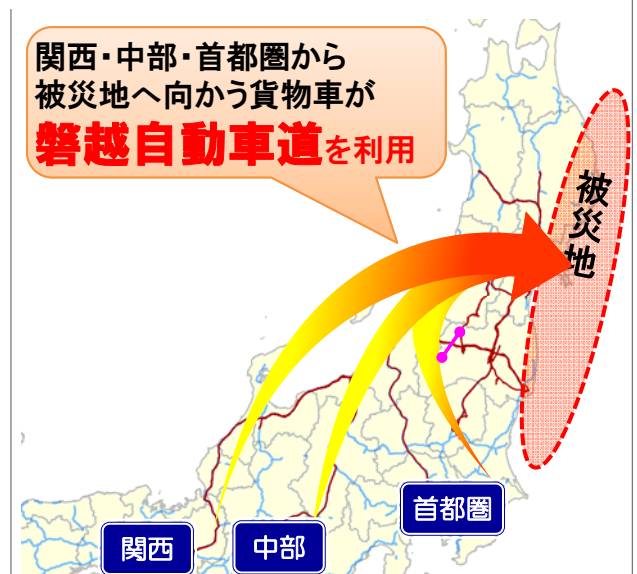 関西・中部・首都圏から
被災地へ向かう貨物車が
磐越自動車道を利用
被災地
首都圏
関西
中部